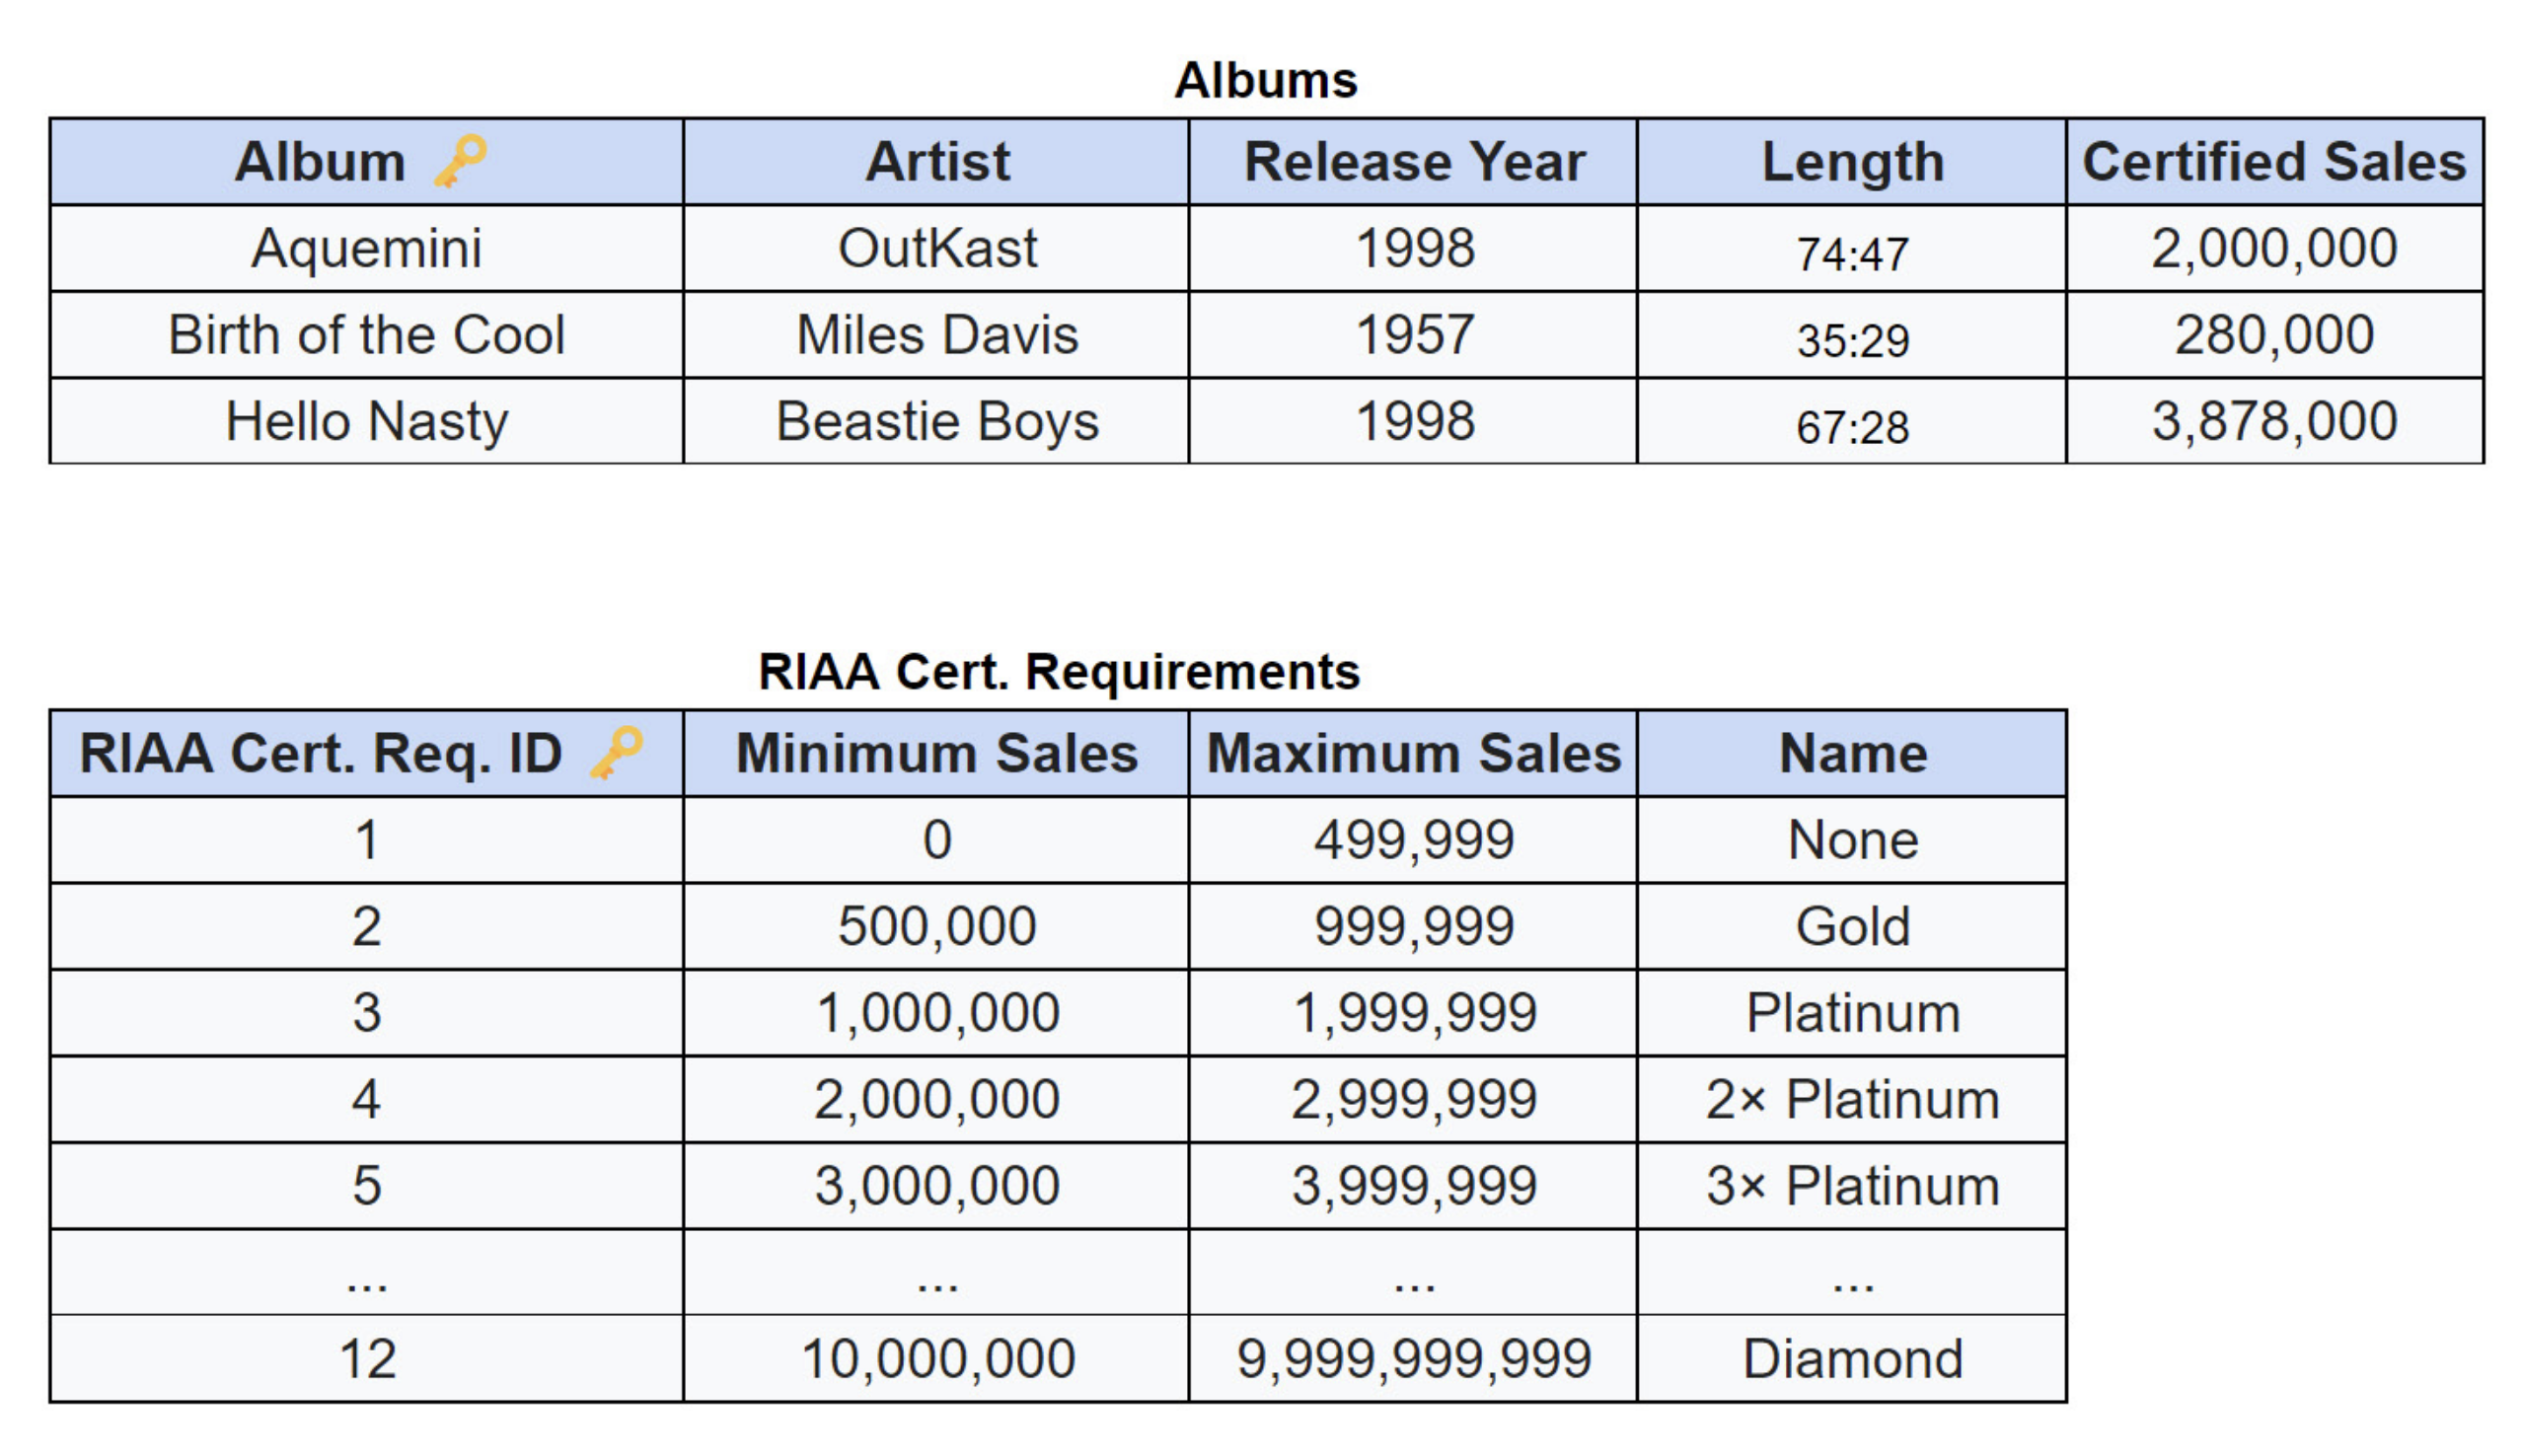 Albums
Album Artist Release Year Length Certified Sales
Aquemini OutKast 1998 74:47 2,000,000
Birth of the Cool Miles Davis 1957 35:29 280,000
Hello Nasty Beastie Boys 1998 67:28 3,878,000
RIAA Cert. Requirements
RIAA Cert. Req. ID Minimum Sales Maximum Sales Name
1 0 499,999 None
2 500,000 999,999 Gold
3 1,000,000 1,999,999 Platinum
4 2,000,000 2,999,999 2× Platinum
5 3,000,000 3,999,999 3× Platinum
... ... ... ...
12 10,000,000 9,999,999,999 Diamond